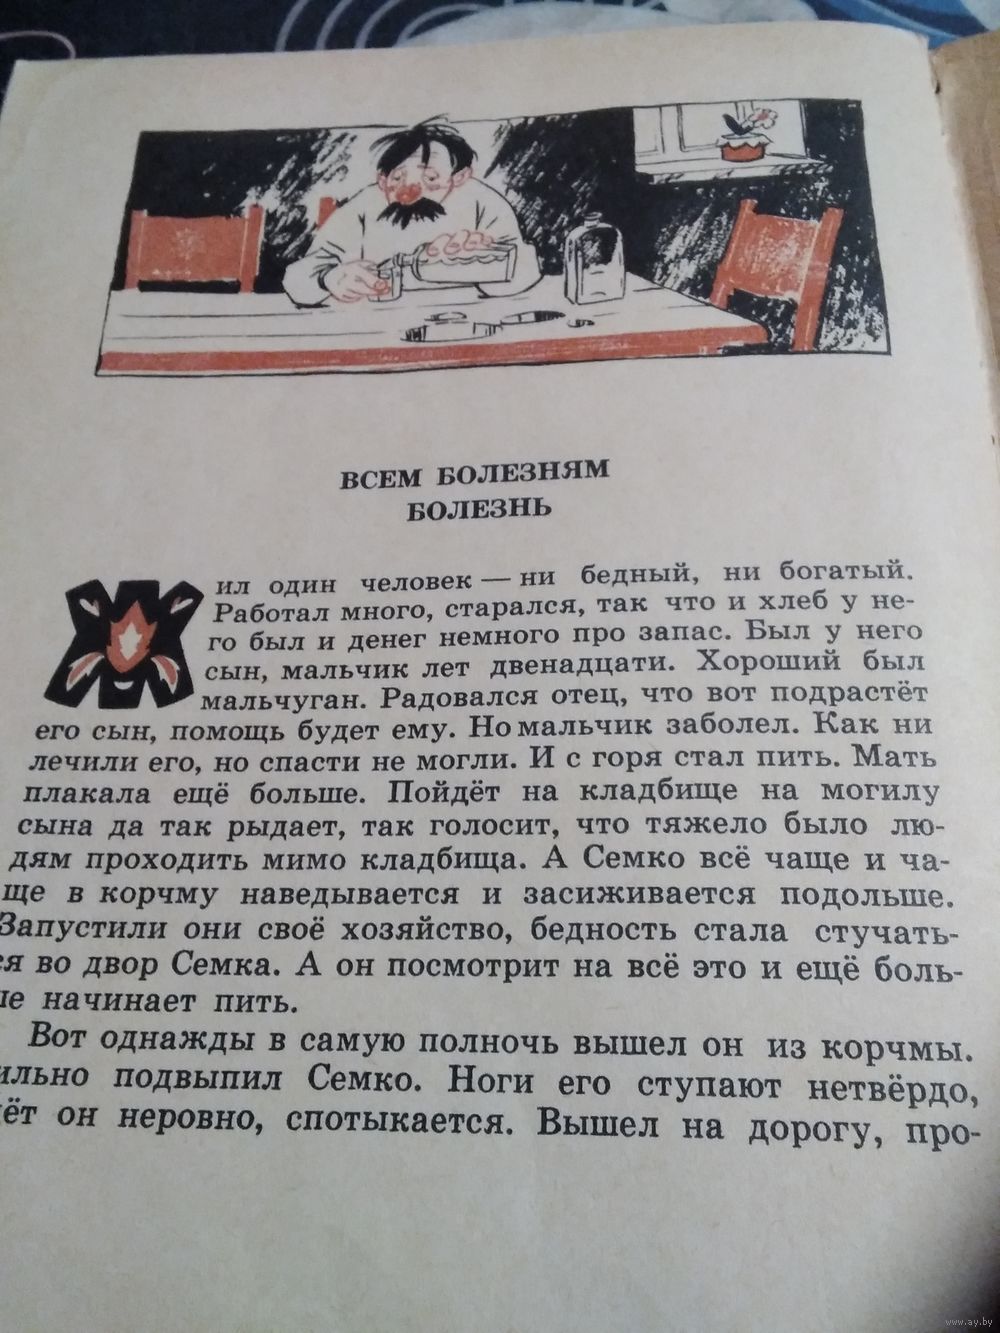 ВСЕМ БОЛЕЗНЯМ
БОЛЕЗНЬ
Жил один человек — ни бедный, ни богатый.
Работал много, старался, так что и хлеб у не-
го был и денег немного про запас. Был у него
сын, мальчик лет двенадцати. Хороший был
мальчуган. Радовался отец, что вот подрастёт
его сын, помощь будет ему. Но мальчик заболел. Как ни
лечили его, но спасти не могли. И с горя стал пить. Мать
плакала ещё больше. Пойдёт на кладбище на могилу
сына да так рыдает, так голосит, что тяжело было лю-
дям проходить мимо кладбища. А Семко всё чаще и ча-
ще в корчму наведывается и засиживается подольше.
Запустили они своё хозяйство, бедность стала стучать-
ся во двор Семка. А он посмотрит на всё это и ещё боль-
ше начинает пить.
Вот однажды в самую полночь вышел он из корчмы.
ильно подвыпил Семко. Ноги его ступают нетвёрдо,
ёт он неровно, спотыкается. Вышел на дорогу, про-
www.ay.by